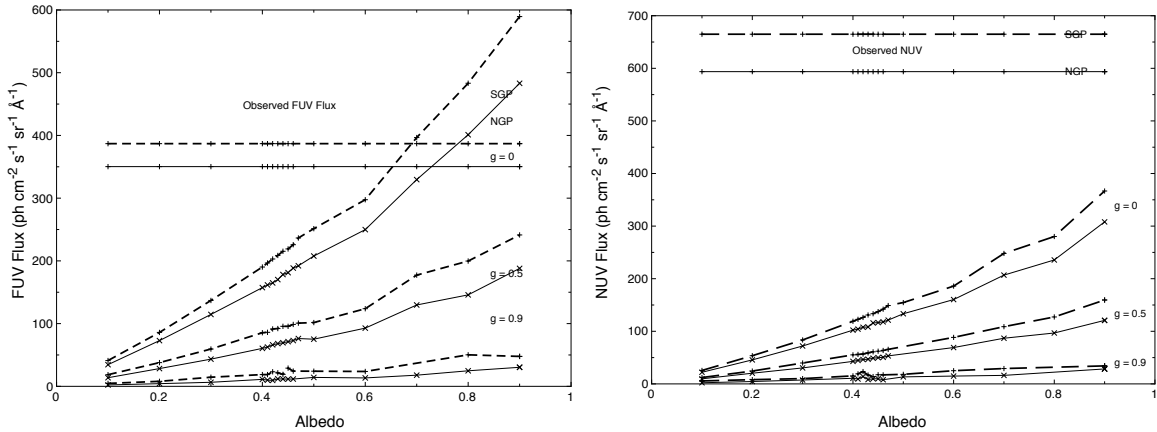 600
500
400
300
200
100
0
FUV Flux (ph cm-2 s-1 sr-1 Å-1)
Observed FUV Flux
SGP
NGP
g = 0
g = 0.5
g = 0.9
0
0.2
0.4
0.6
0.8
1
Albedo
700
600
500
400
300
200
100
0
NUV Flux (ph cm-2 s-1 sr-1 Å-1)
SGP
Observed NUV
NGP
g = 0
g = 0.5
g = 0.9
0
0.2
0.4
0.6
0.8
1
Albedo